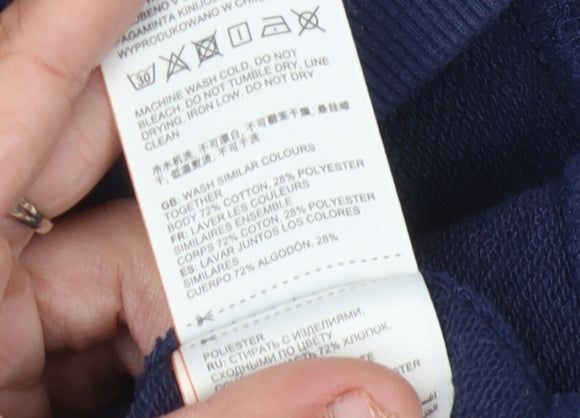 OBENO V
PAGAMINTA KINIJOJE
WYPRODUKOWANO W CHIN
30
MACHINE WASH COLD, DO NOT
BLEACH, DO NOT TUMBLE DRY, LINE
DRYING, IRON LOW, DO NOT DRY
CLEAN
冷水机洗, 不可漂白, 不可翻滚干燥, 悬挂晾
干, 低温熨烫, 不可干洗
GB: WASH SIMILAR COLOURS
TOGETHER
BODY 72% COTTON, 28% POLYESTER
FR: LAVER LES COULEURS
SIMILAIRES ENSEMBLE
CORPS 72% COTON, 28% POLYESTER
ES: LAVAR JUNTOS LOS COLORES
SIMILARES
CUERPO 72% ALGODÓN, 28%
POLIESTER
RU: СТИРАТЬ С ИЗДЕЛИЯМИ,
СХОДНЫМИ ПО ЦВЕТУ
72% ХЛОПОК,